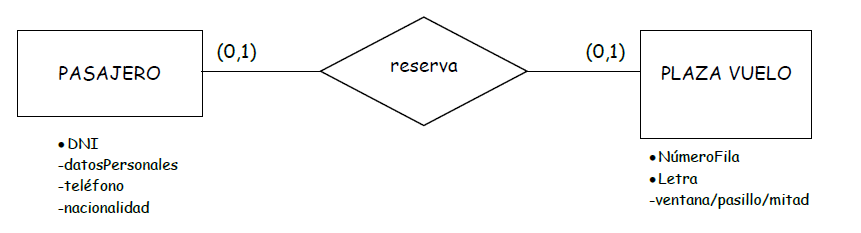 PASAJERO
(0,1)
reserva
(0,1)
PLAZA VUELO
•DNI
-datosPersonales
-teléfono
-nacionalidad
•NúmeroFila
•Letra
-ventana/pasillo/mitad